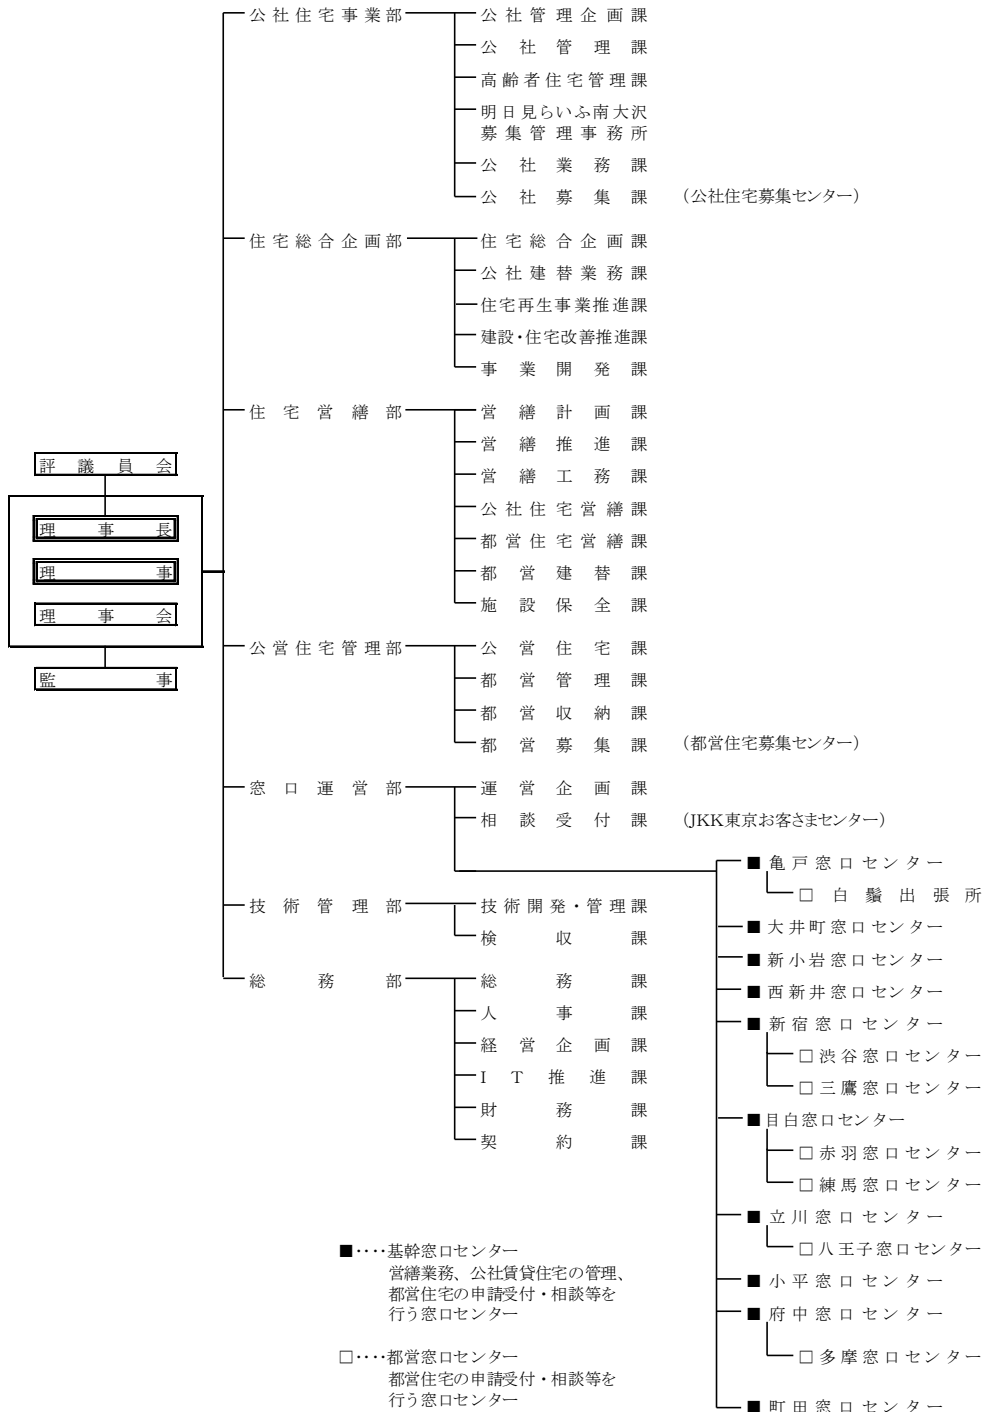 評議員会
理事長
理事
理事会
監事
公社住宅事業部
公社管理企画課
公社管理課
高齢者住宅管理課
明日見らいふ南大沢
募集管理事務所
公社業務課
公社募集課 (公社住宅募集センター)
住宅総合企画部
住宅総合企画課
公社建替業務課
住宅再生事業推進課
建設・住宅改善推進課
事業開発課
住宅営繕部
営繕計画課
営繕推進課
営繕工務課
公社住宅営繕課
都営住宅営繕課
都営建替課
施設保全課
公営住宅管理部
公営住宅課
都営管理課
都営収納課
都営募集課 (都営住宅募集センター)
窓口運営部
運営企画課
相談受付課 (JKK東京お客さまセンター)
■亀戸窓口センター
□白鬚出張所
■大井町窓口センター
■新小岩窓口センター
■西新井窓口センター
■新宿窓口センター
□渋谷窓口センター
□三鷹窓口センター
■目白窓口センター
□赤羽窓口センター
□練馬窓口センター
■立川窓口センター
□八王子窓口センター
■小平窓口センター
■府中窓口センター
□多摩窓口センター
■町田窓口センター
技術管理部
技術開発・管理課
検収課
総務部
総務課
人事課
経営企画課
IT推進課
財務課
契約課
■‥‥基幹窓口センター
営繕業務、公社賃貸住宅の管理、
都営住宅の申請受付・相談等を
行う窓口センター
□‥‥都営窓口センター
都営住宅の申請受付・相談等を
行う窓口センター